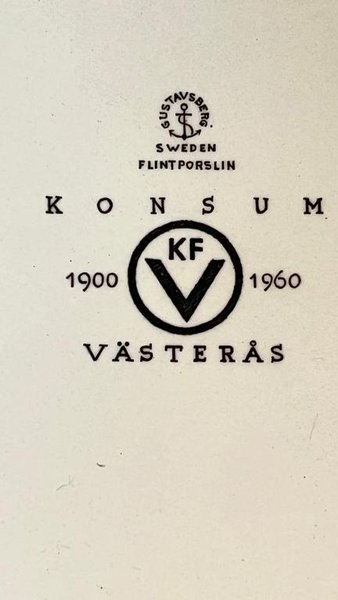 GUSTAVSBERG
SWEDEN
FLINTPORSLIN
KONSUM
KF
V
1900 1960
VÄSTERÅS